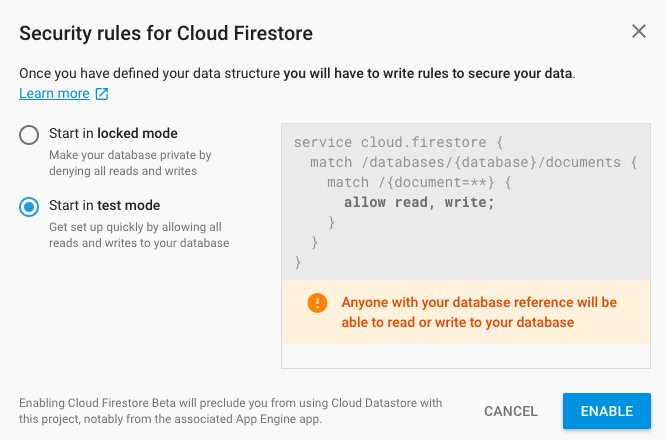 Security rules for Cloud Firestore
Once you have defined your data structure you will have to write rules to secure your data.
Learn more
Start in locked mode
Make your database private by
denying all reads and writes
Start in test mode
Get set up quickly by allowing all
reads and writes to your database
service cloud.firestore {
  match /databases/{database}/documents {
    match /{document=**} {
      allow read, write;
    }
  }
}
Anyone with your database reference will be
able to read or write to your database
Enabling Cloud Firestore Beta will preclude you from using Cloud Datastore with
this project, notably from the associated App Engine app.
CANCEL
ENABLE